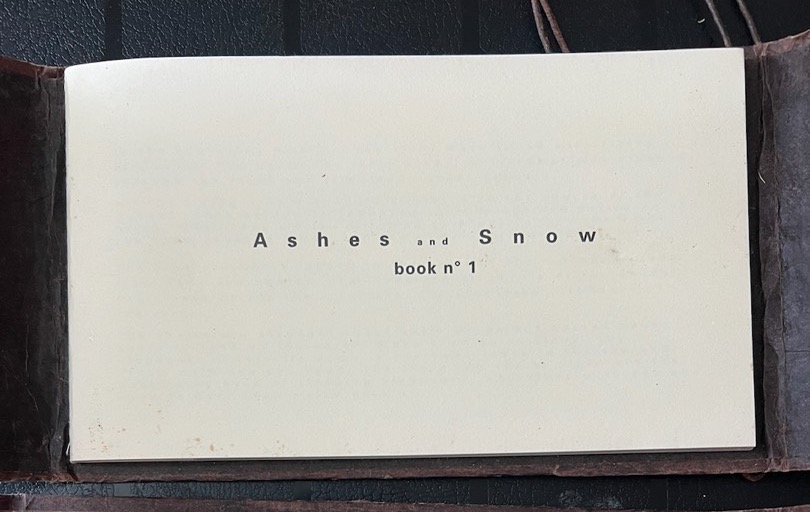 Ashes and Snow
book n° 1